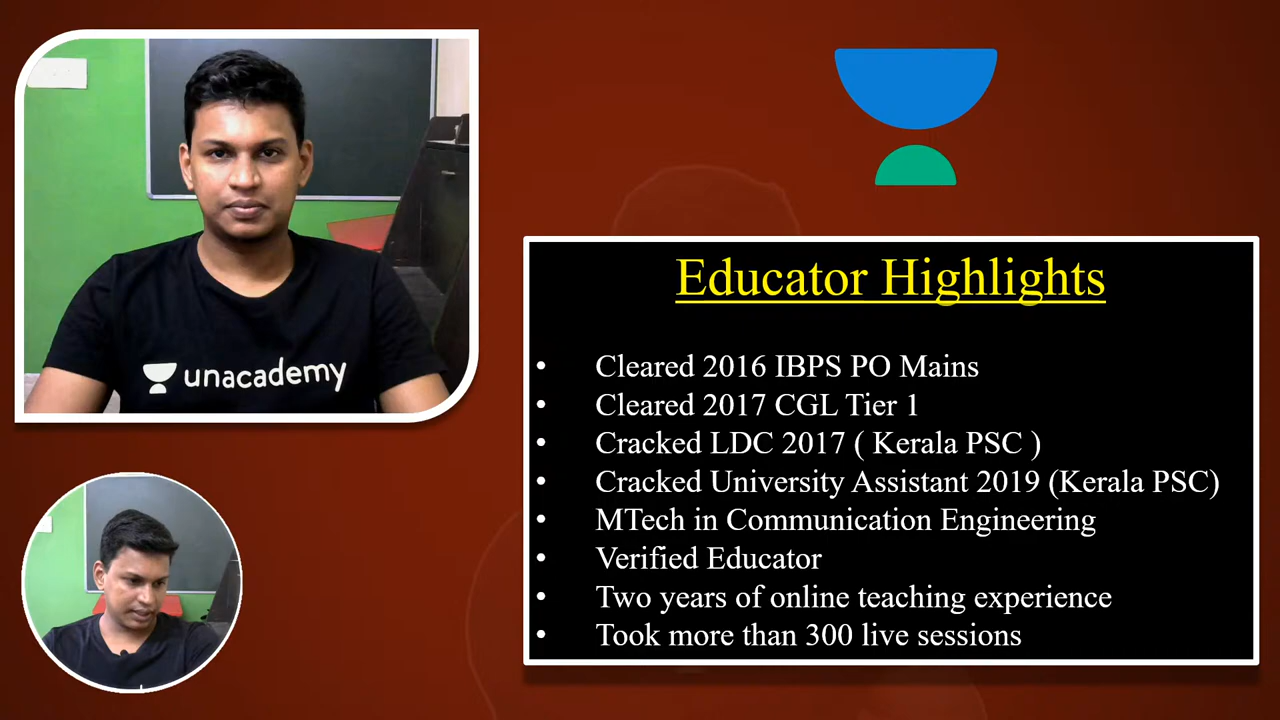 unacademy
Educator Highlights
• Cleared 2016 IBPS PO Mains
• Cleared 2017 CGL Tier 1
• Cracked LDC 2017 ( Kerala PSC )
• Cracked University Assistant 2019 (Kerala PSC)
• MTech in Communication Engineering
• Verified Educator
• Two years of online teaching experience
• Took more than 300 live sessions